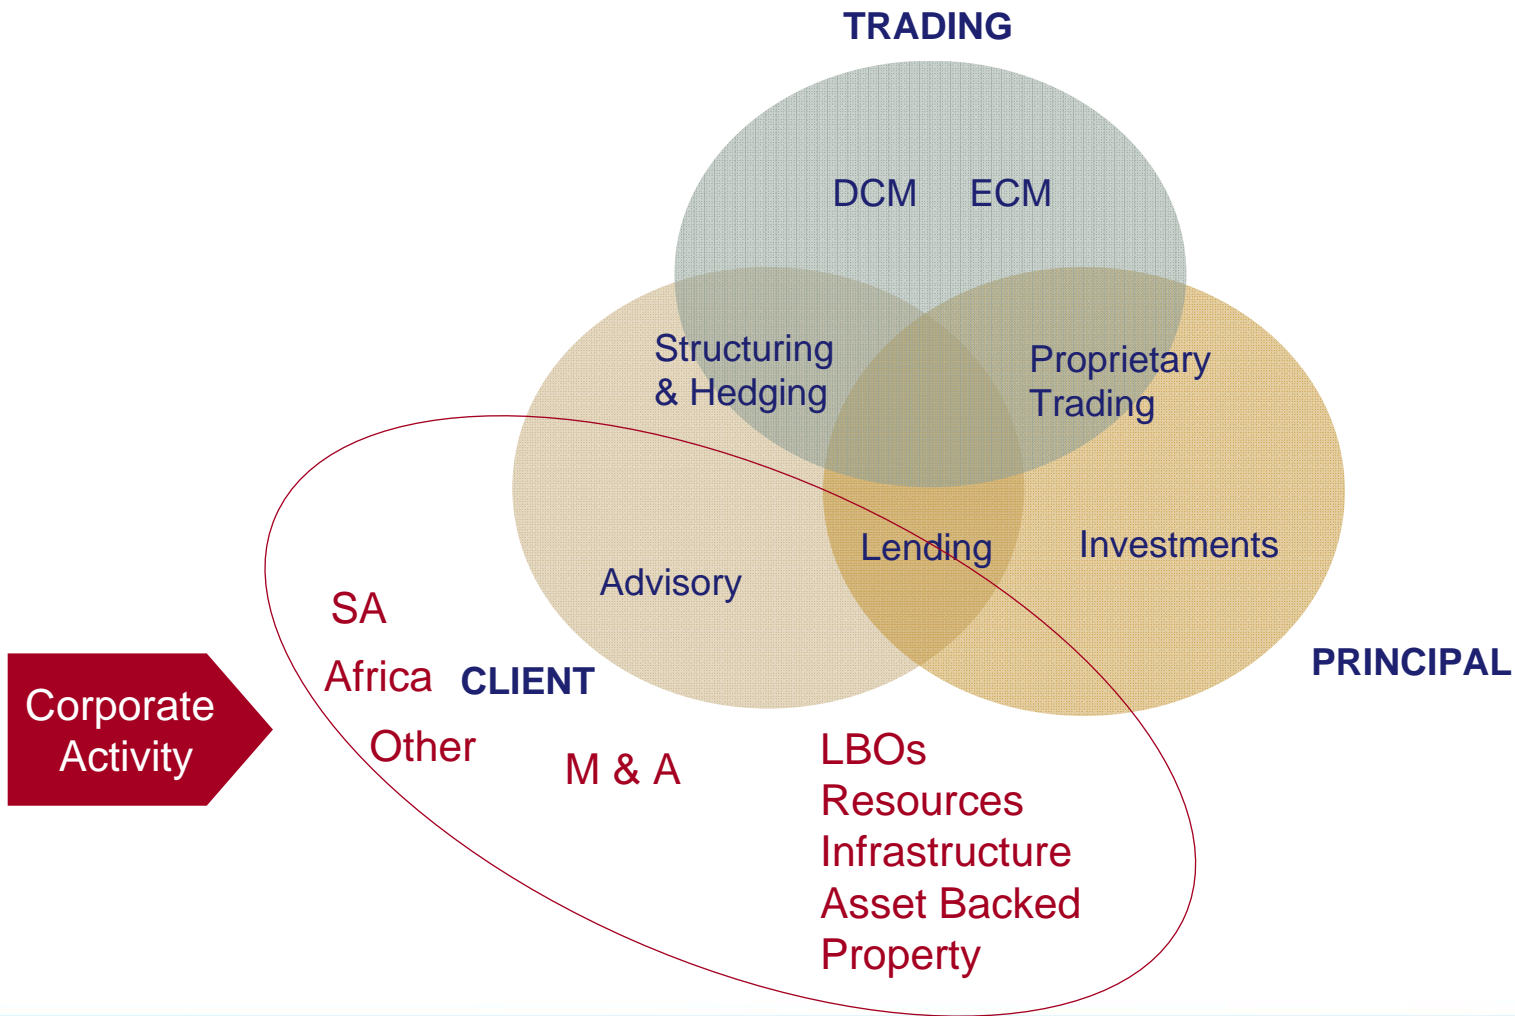 TRADING
DCM ECM
Structuring
& Hedging
Proprietary
Trading
Lending
Investments
Advisory
SA
Africa
CLIENT
PRINCIPAL
Corporate
Activity
Other
M & A
LBOs
Resources
Infrastructure
Asset Backed
Property